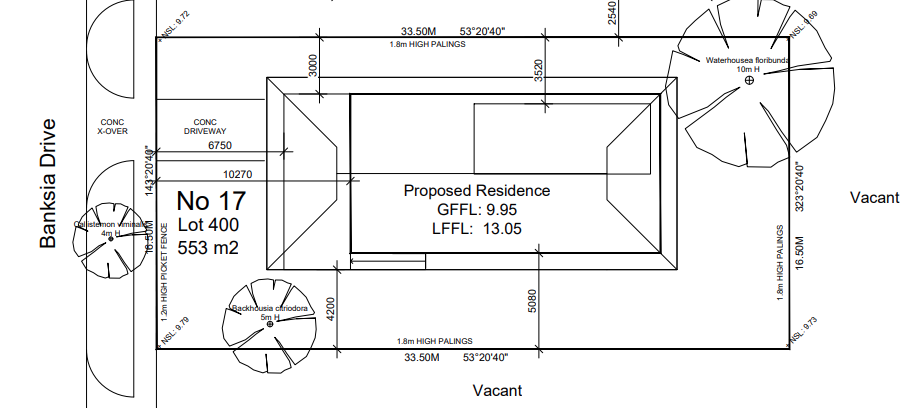 2540
NSL: 9.72
33.50M 53°20'40"
1.8m HIGH PALINGS
NSL: 9.69
3000
3520
Waterhousea floribunda
10m H
CONC
X-OVER
CONC
DRIVEWAY
6750
10270
143°20'40"
16.50M
323°20'40"
16.50M
Banksia Drive
No 17
Lot 400
553 m2
Proposed Residence
GFFL: 9.95
LFFL: 13.05
Vacant
Callistemon viminalis
4m H
1.2m HIGH PICKET FENCE
1.8m HIGH PALINGS
Backhousia citriodora
5m H
4200
5080
NSL: 9.79
1.8m HIGH PALINGS
NSL: 9.73
33.50M 53°20'40"
Vacant